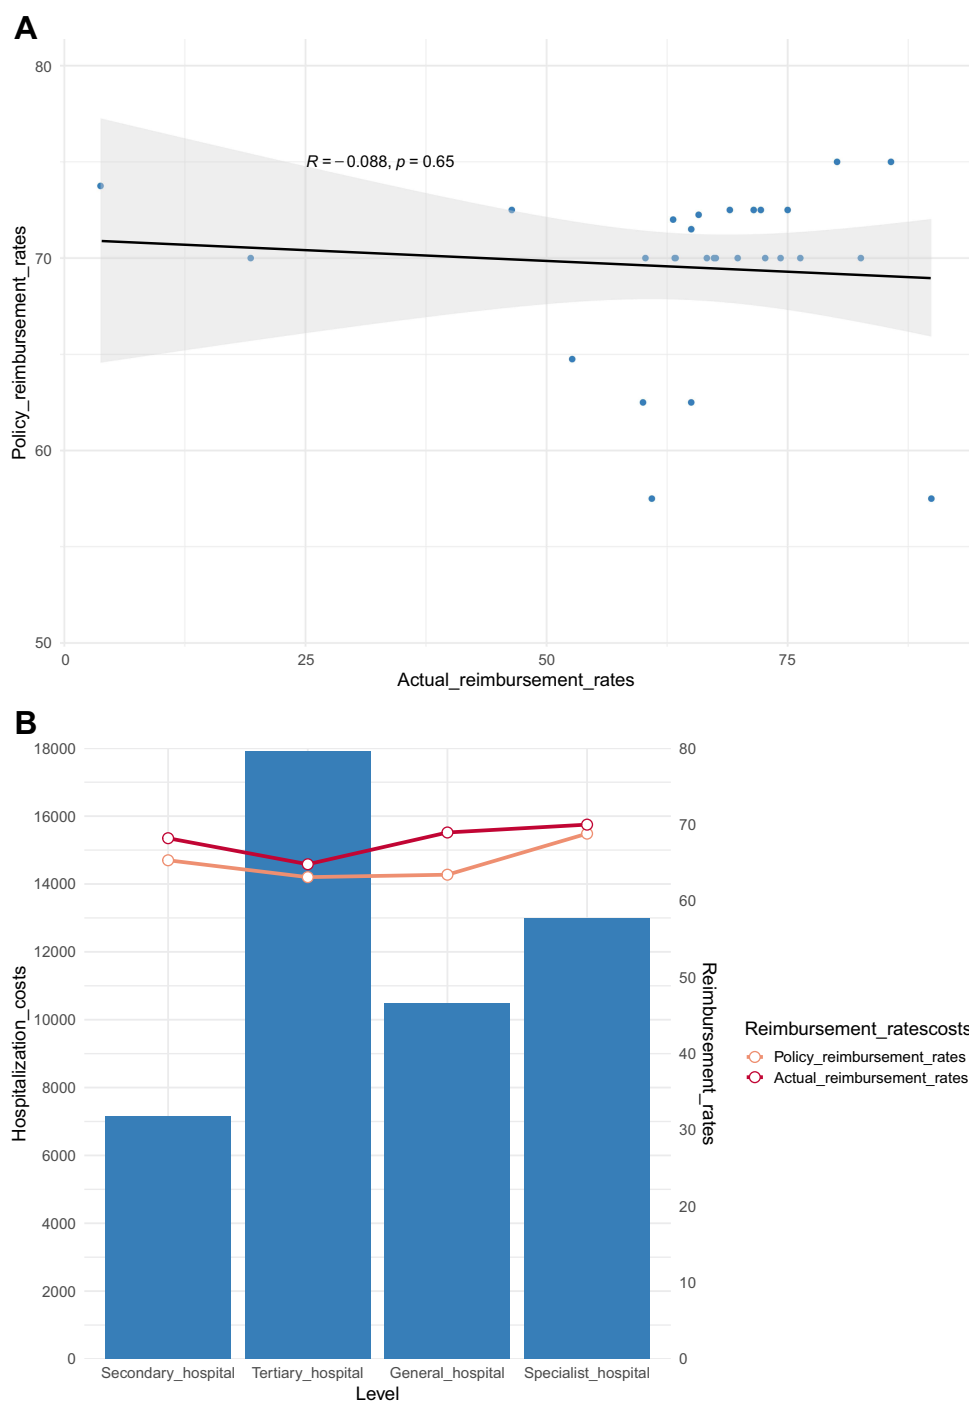 A
80
70
60
50
Policy_reimbursement_rates
R = −0.088, p = 0.65
0 25 50 75
Actual_reimbursement_rates
B
18000
16000
14000
12000
10000
8000
6000
4000
2000
0
Hospitalization_costs
80
70
60
50
40
30
20
10
0
Reimbursement_rates
Secondary_hospital Tertiary_hospital General_hospital Specialist_hospital
Level
Reimbursement_ratescosts
Policy_reimbursement_rates
Actual_reimbursement_rates